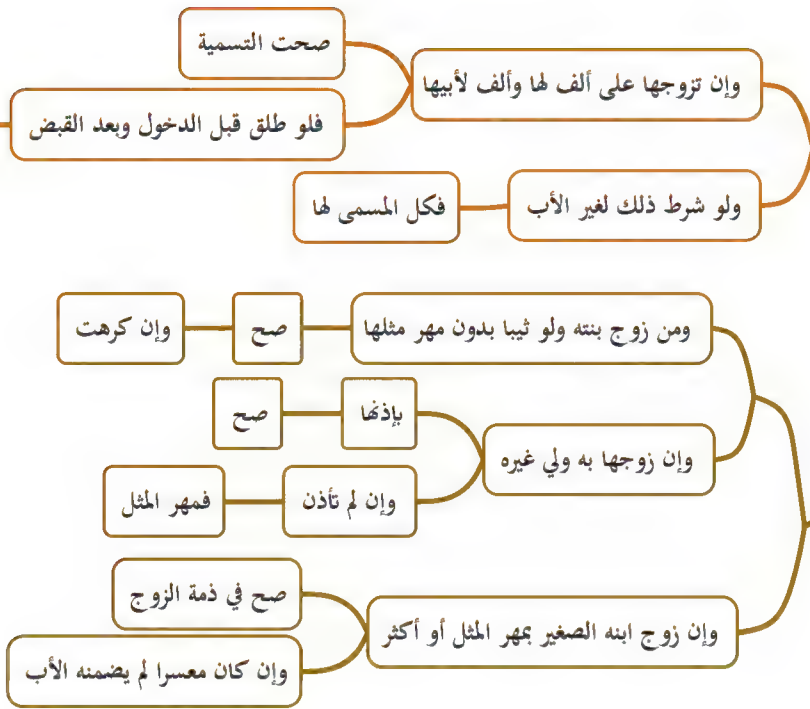 وإن تزوجها على ألف لها وألف لأبيها
صحت التسمية
فلو طلق قبل الدخول وبعد القبض
ولو شرط ذلك لغير الأب
فكل المسمى لها
ومن زوج بنته ولو ثيبا بدون مهر مثلها
صح
وإن كرهت
وإن زوجها به ولي غيره
بإذنها
صح
وإن لم تأذن
فمهر المثل
وإن زوج ابنه الصغير بمهر المثل أو أكثر
صح في ذمة الزوج
وإن كان معسرا لم يضمنه الأب